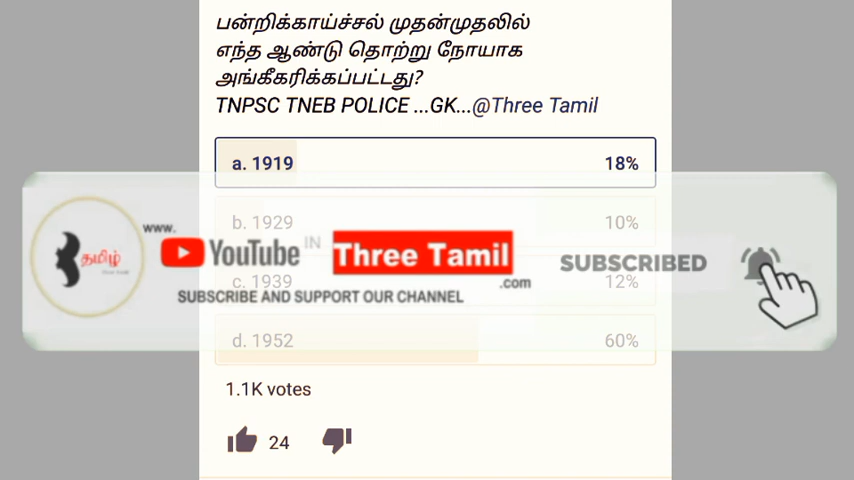 பன்றிக்காய்ச்சல் முதன்முதலில்
எந்த ஆண்டு தொற்று நோயாக
அங்கீகரிக்கப்பட்டது?
TNPSC TNEB POLICE ...GK...@Three Tamil
a. 1919 18%
b. 1929 10%
www.
தமிழ்
YouTube IN Three Tamil
.com
SUBSCRIBED
c. 1939 12%
SUBSCRIBE AND SUPPORT OUR CHANNEL
d. 1952 60%
1.1K votes
24